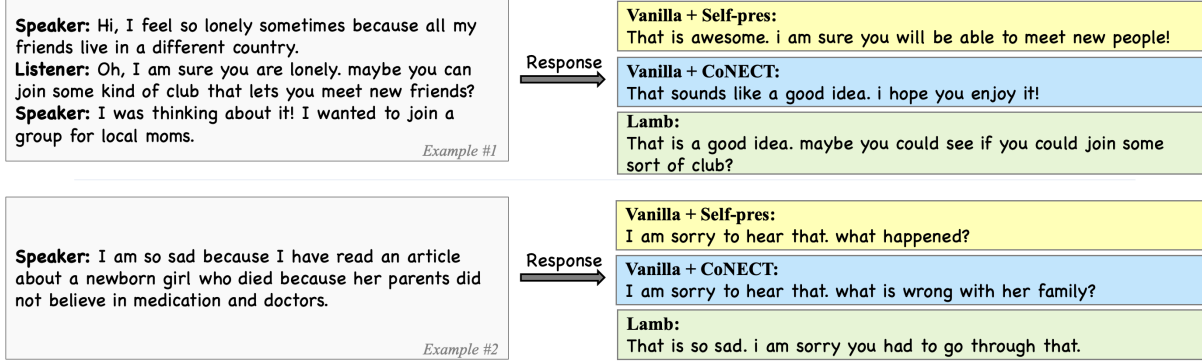 Speaker: Hi, I feel so lonely sometimes because all my
friends live in a different country.
Listener: Oh, I am sure you are lonely. maybe you can
join some kind of club that lets you meet new friends?
Speaker: I was thinking about it! I wanted to join a
group for local moms.
Example #1
Response
Vanilla + Self-pres:
That is awesome. i am sure you will be able to meet new people!
Vanilla + CoNECT:
That sounds like a good idea. i hope you enjoy it!
Lamb:
That is a good idea. maybe you could see if you could join some
sort of club?
Speaker: I am so sad because I have read an article
about a newborn girl who died because her parents did
not believe in medication and doctors.
Example #2
Response
Vanilla + Self-pres:
I am sorry to hear that. what happened?
Vanilla + CoNECT:
I am sorry to hear that. what is wrong with her family?
Lamb:
That is so sad. i am sorry you had to go through that.